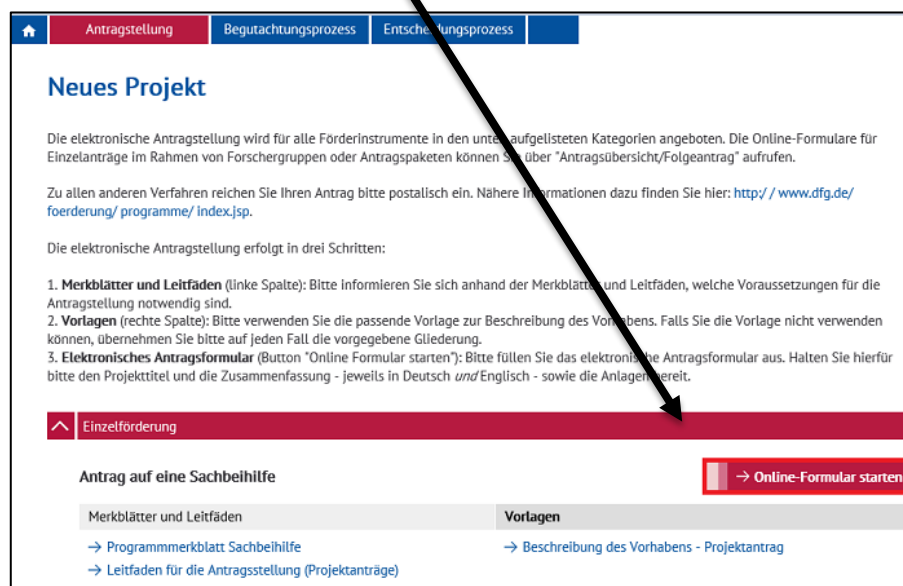 Antragstellung Begutachtungsprozess Entscheidungsprozess
Neues Projekt
Die elektronische Antragstellung wird für alle Förderinstrumente in den unten aufgelisteten Kategorien angeboten. Die Online-Formulare für
Einzelanträge im Rahmen von Forschergruppen oder Antragspaketen können Sie über "Antragsübersicht/Folgeantrag" aufrufen.
Zu allen anderen Verfahren reichen Sie Ihren Antrag bitte postalisch ein. Nähere Informationen dazu finden Sie hier: http:/ / www.dfg.de/
foerderung/ programme/ index.jsp.
Die elektronische Antragstellung erfolgt in drei Schritten:
1. Merkblätter und Leitfäden (linke Spalte): Bitte informieren Sie sich anhand der Merkblätter und Leitfäden, welche Voraussetzungen für die
Antragstellung notwendig sind.
2. Vorlagen (rechte Spalte): Bitte verwenden Sie die passende Vorlage zur Beschreibung des Vorhabens. Falls Sie die Vorlage nicht verwenden
können, übernehmen Sie bitte auf jeden Fall die vorgegebene Gliederung.
3. Elektronisches Antragsformular (Button "Online Formular starten"): Bitte füllen Sie das elektronische Antragsformular aus. Halten Sie hierfür
bitte den Projekttitel und die Zusammenfassung - jeweils in Deutsch und Englisch - sowie die Anlagen bereit.
Einzelförderung
Antrag auf eine Sachbeihilfe → Online-Formular starten
Merkblätter und Leitfäden Vorlagen
→ Programmmerkblatt Sachbeihilfe → Beschreibung des Vorhabens - Projektantrag
→ Leitfaden für die Antragsstellung (Projektanträge)